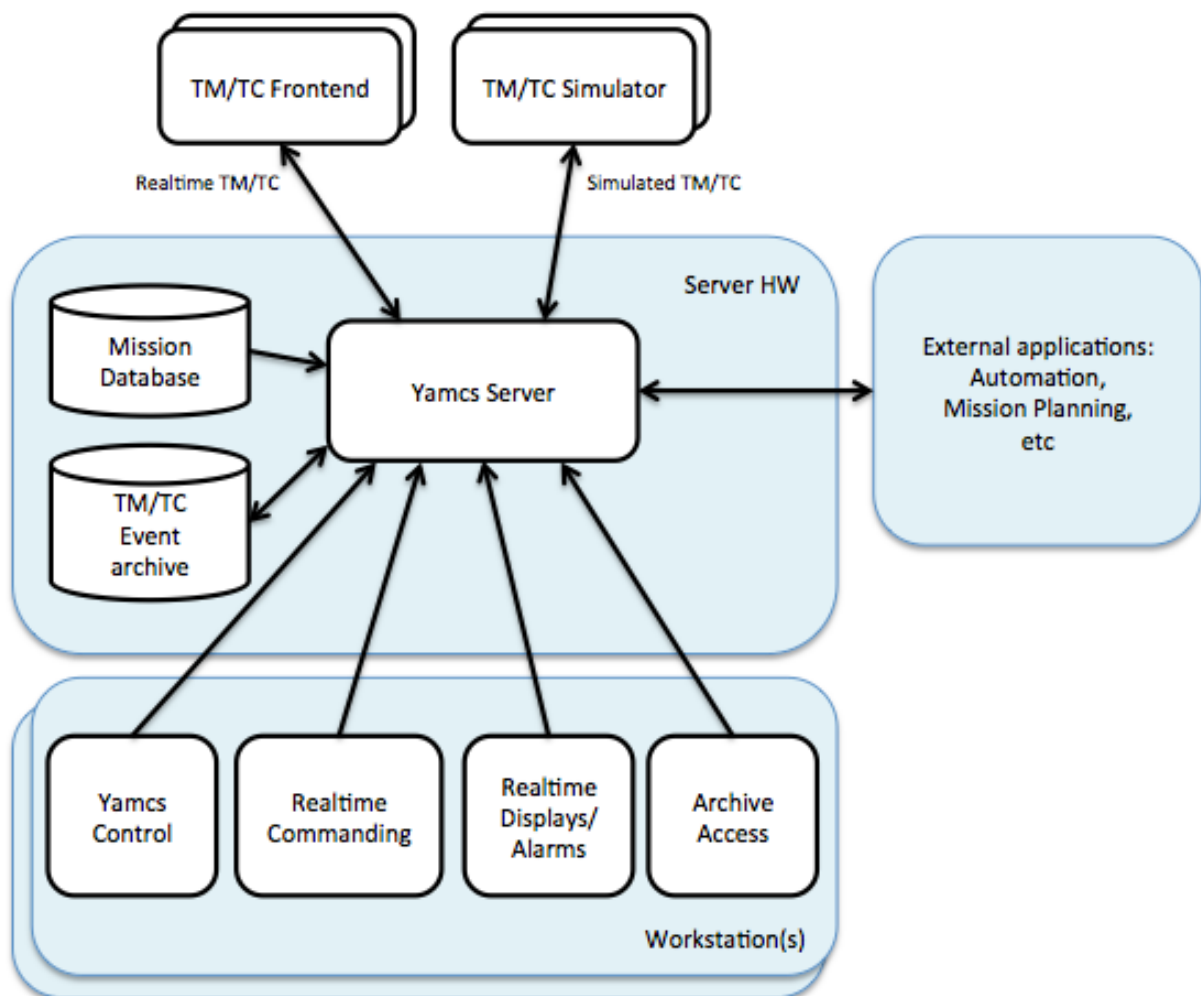 TM/TC Frontend
TM/TC Simulator
Realtime TM/TC
Simulated TM/TC
Server HW
Mission
Database
Yamcs Server
External applications:
Automation,
Mission Planning,
etc
TM/TC
Event
archive
Yamcs
Control
Realtime
Commanding
Realtime
Displays/
Alarms
Archive
Access
Workstation(s)